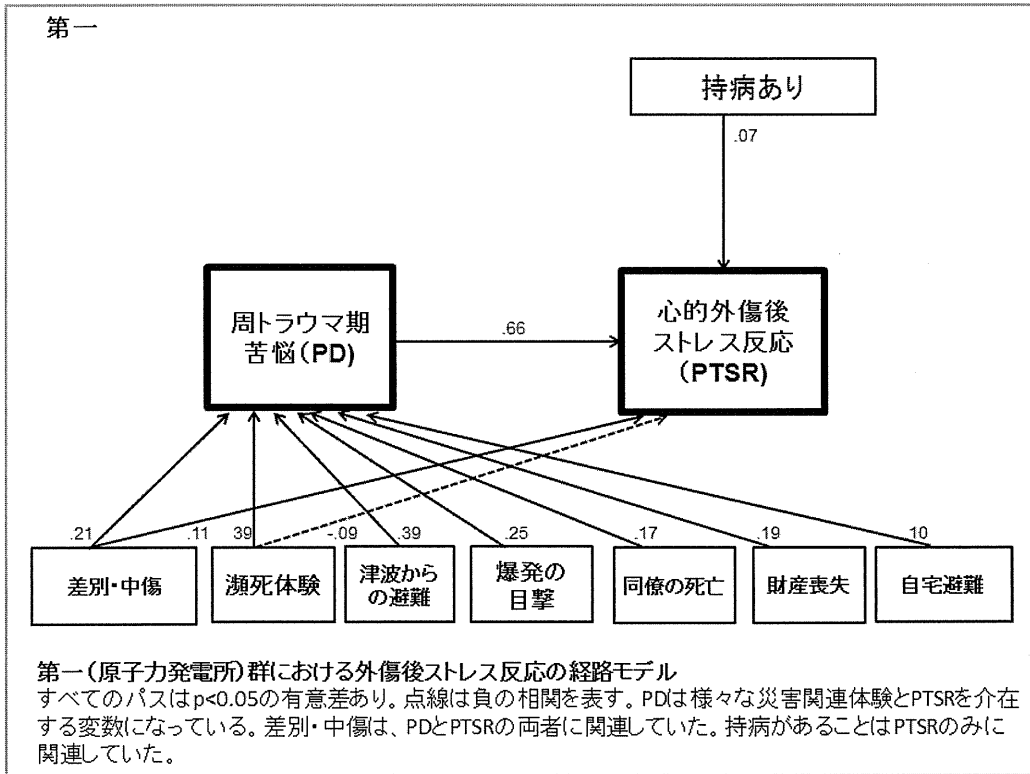 第一
持病あり
.07
周トラウマ期
苦悩(PD)
.66
心的外傷後
ストレス反応
(PTSR)
.21
.11
39
-.09
.39
.25
.17
.19
10
差別・中傷
瀕死体験
津波から
の避難
爆発の
目撃
同僚の死亡
財産喪失
自宅避難
第一(原子力発電所)群における外傷後ストレス反応の経路モデル
すべてのパスはp<0.05の有意差あり。点線は負の相関を表す。PDは様々な災害関連体験とPTSRを介在
する変数になっている。差別・中傷は、PDとPTSRの両者に関連していた。持病があることはPTSRのみに
関連していた。